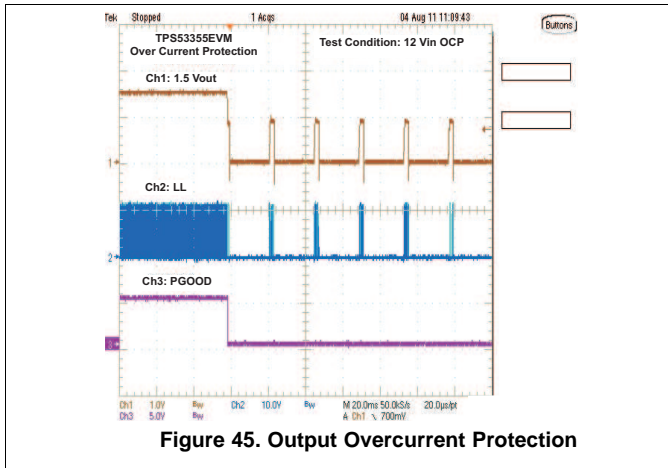 Tek Stopped 1 Acqs 04 Aug 11 11:09:43
Buttons
TPS53355EVM
Over Current Protection
Test Condition: 12 Vin OCP
Ch1: 1.5 Vout
1
Ch2: LL
2
Ch3: PGOOD
3
Ch1 1.0V Bw Ch2 10.0V Bw M 20.0ms 50.0kS/s 20.0µs/pt
Ch3 5.0V Bw A Ch1 \ 700mV
Figure 45. Output Overcurrent Protection